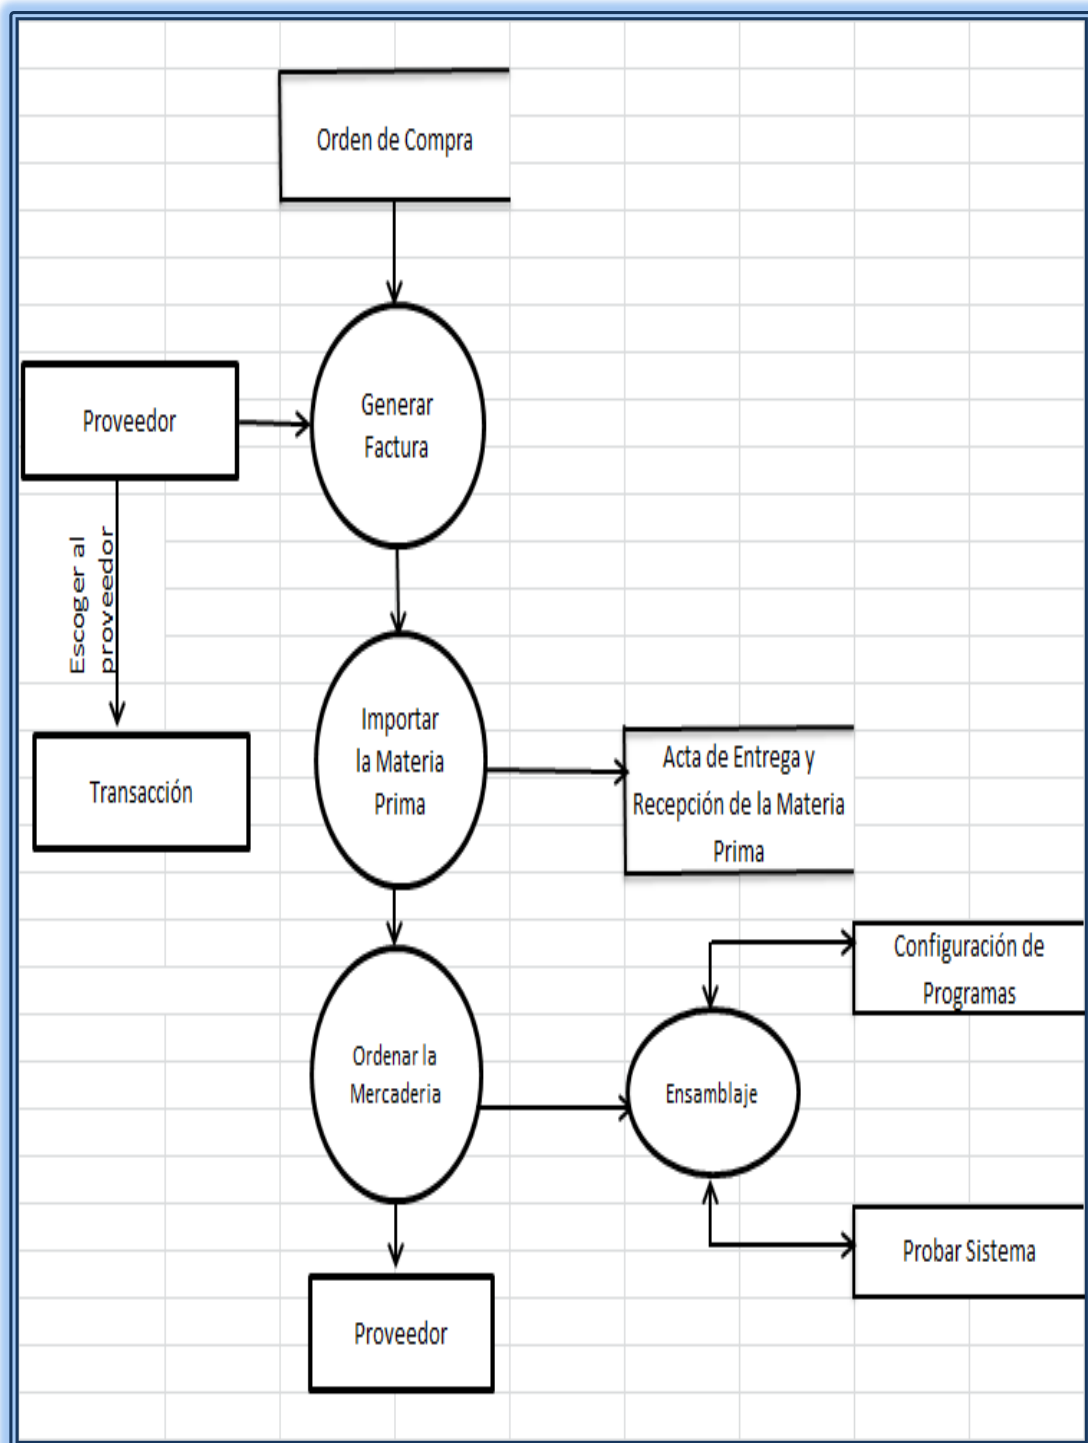 Orden de Compra
Generar
Factura
Proveedor
Escoger al
proveedor
Importar
la Materia
Prima
Transacción
Acta de Entrega y
Recepción de la Materia
Prima
Configuración de
Programas
Ordenar la
Mercaderia
Ensamblaje
Probar Sistema
Proveedor